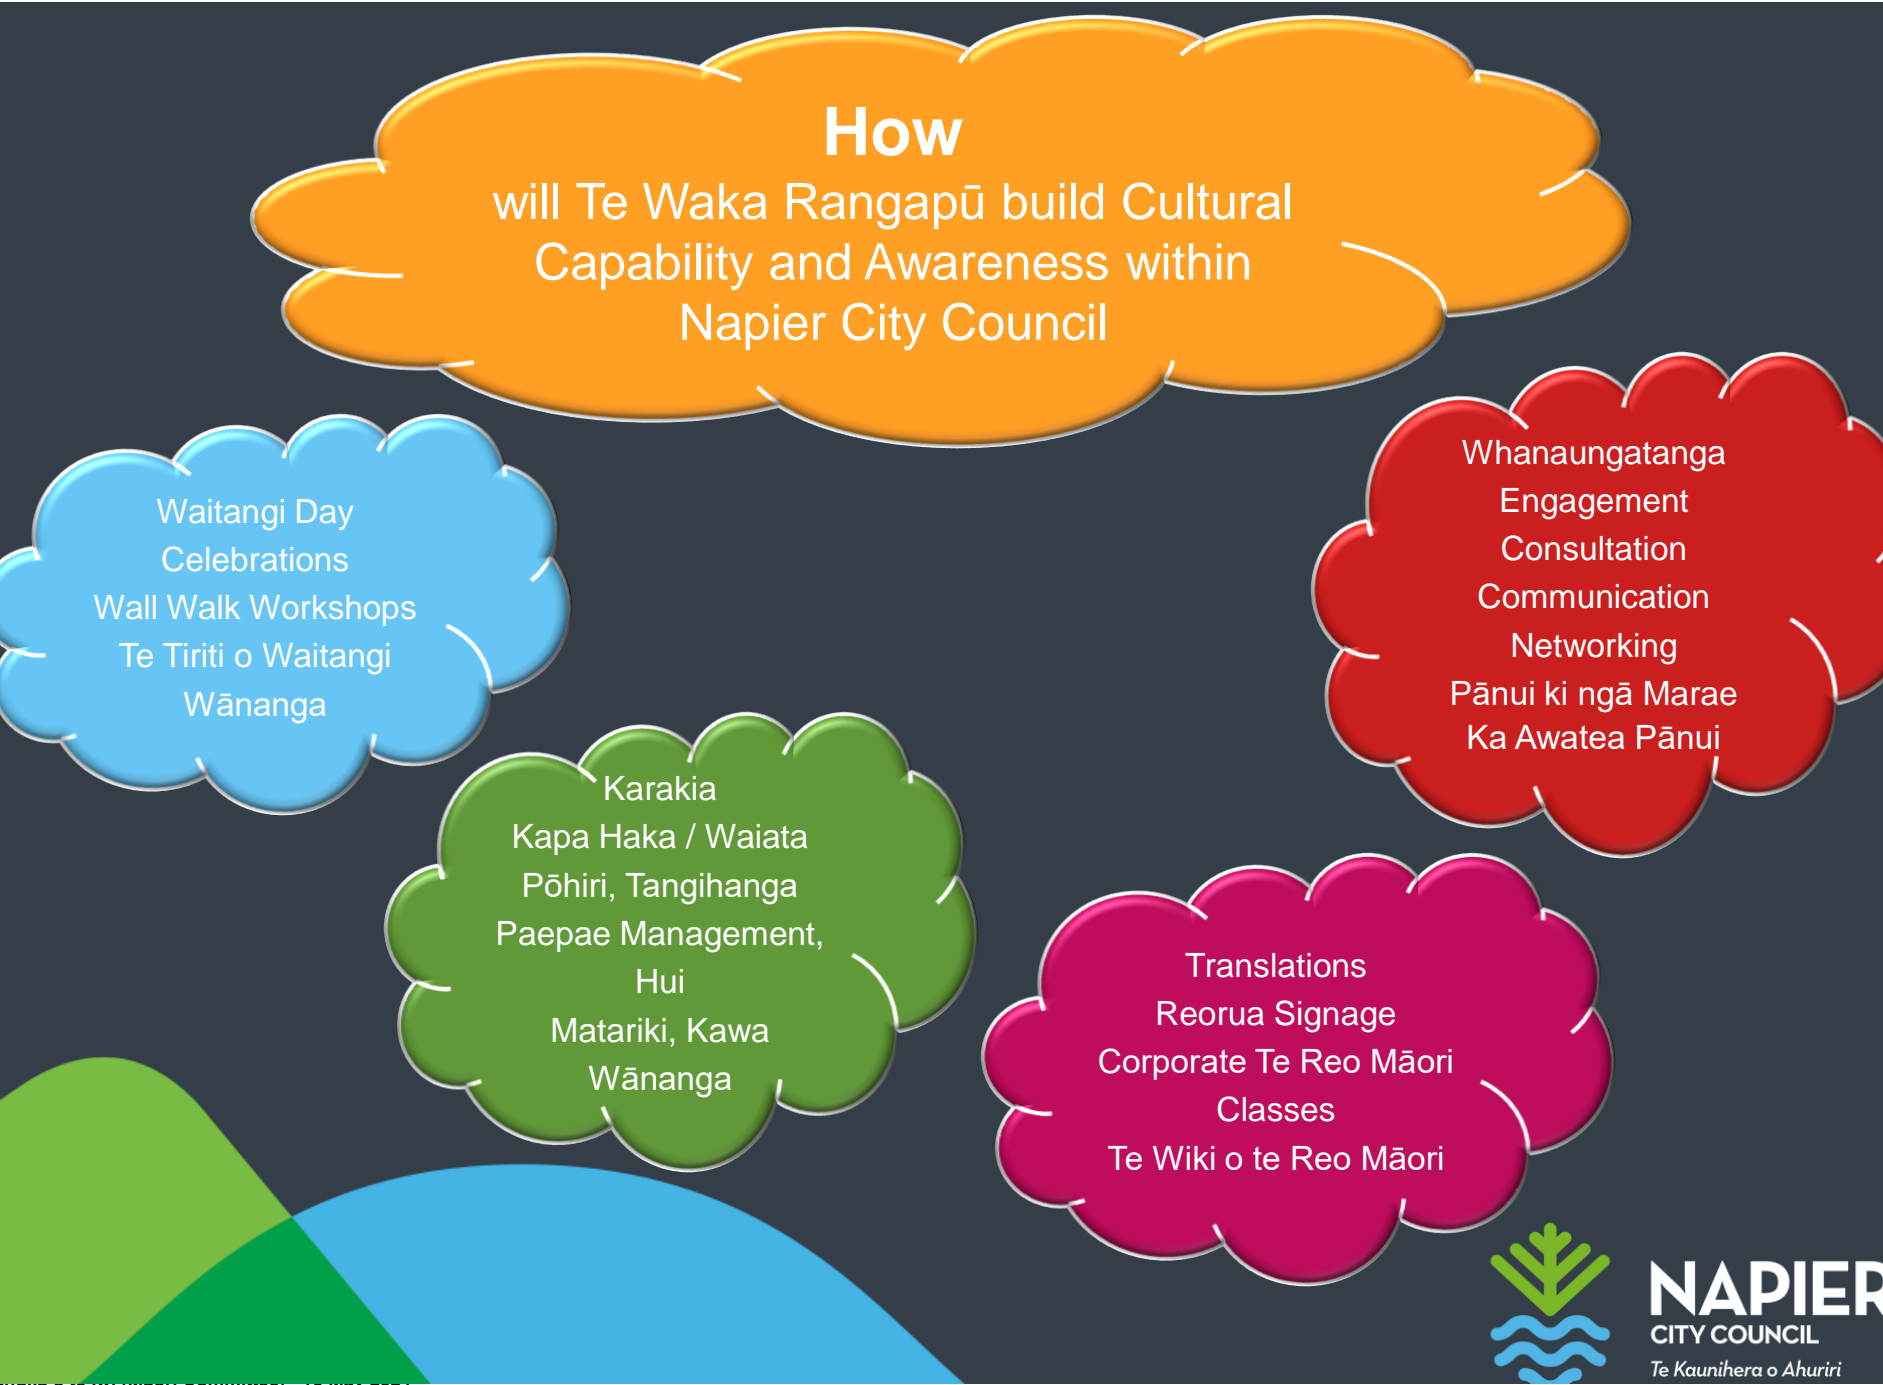 How
will Te Waka Rangapū build Cultural
Capability and Awareness within
Napier City Council
Waitangi Day
Celebrations
Wall Walk Workshops
Te Tiriti o Waitangi
Wānanga
Whanaungatanga
Engagement
Consultation
Communication
Networking
Pānui ki ngā Marae
Ka Awatea Pānui
Karakia
Kapa Haka / Waiata
Pōhiri, Tangihanga
Paepae Management,
Hui
Matariki, Kawa
Wānanga
Translations
Reorua Signage
Corporate Te Reo Māori
Classes
Te Wiki o te Reo Māori
NAPIER
CITY COUNCIL
Te Kaunihera o Ahuriri